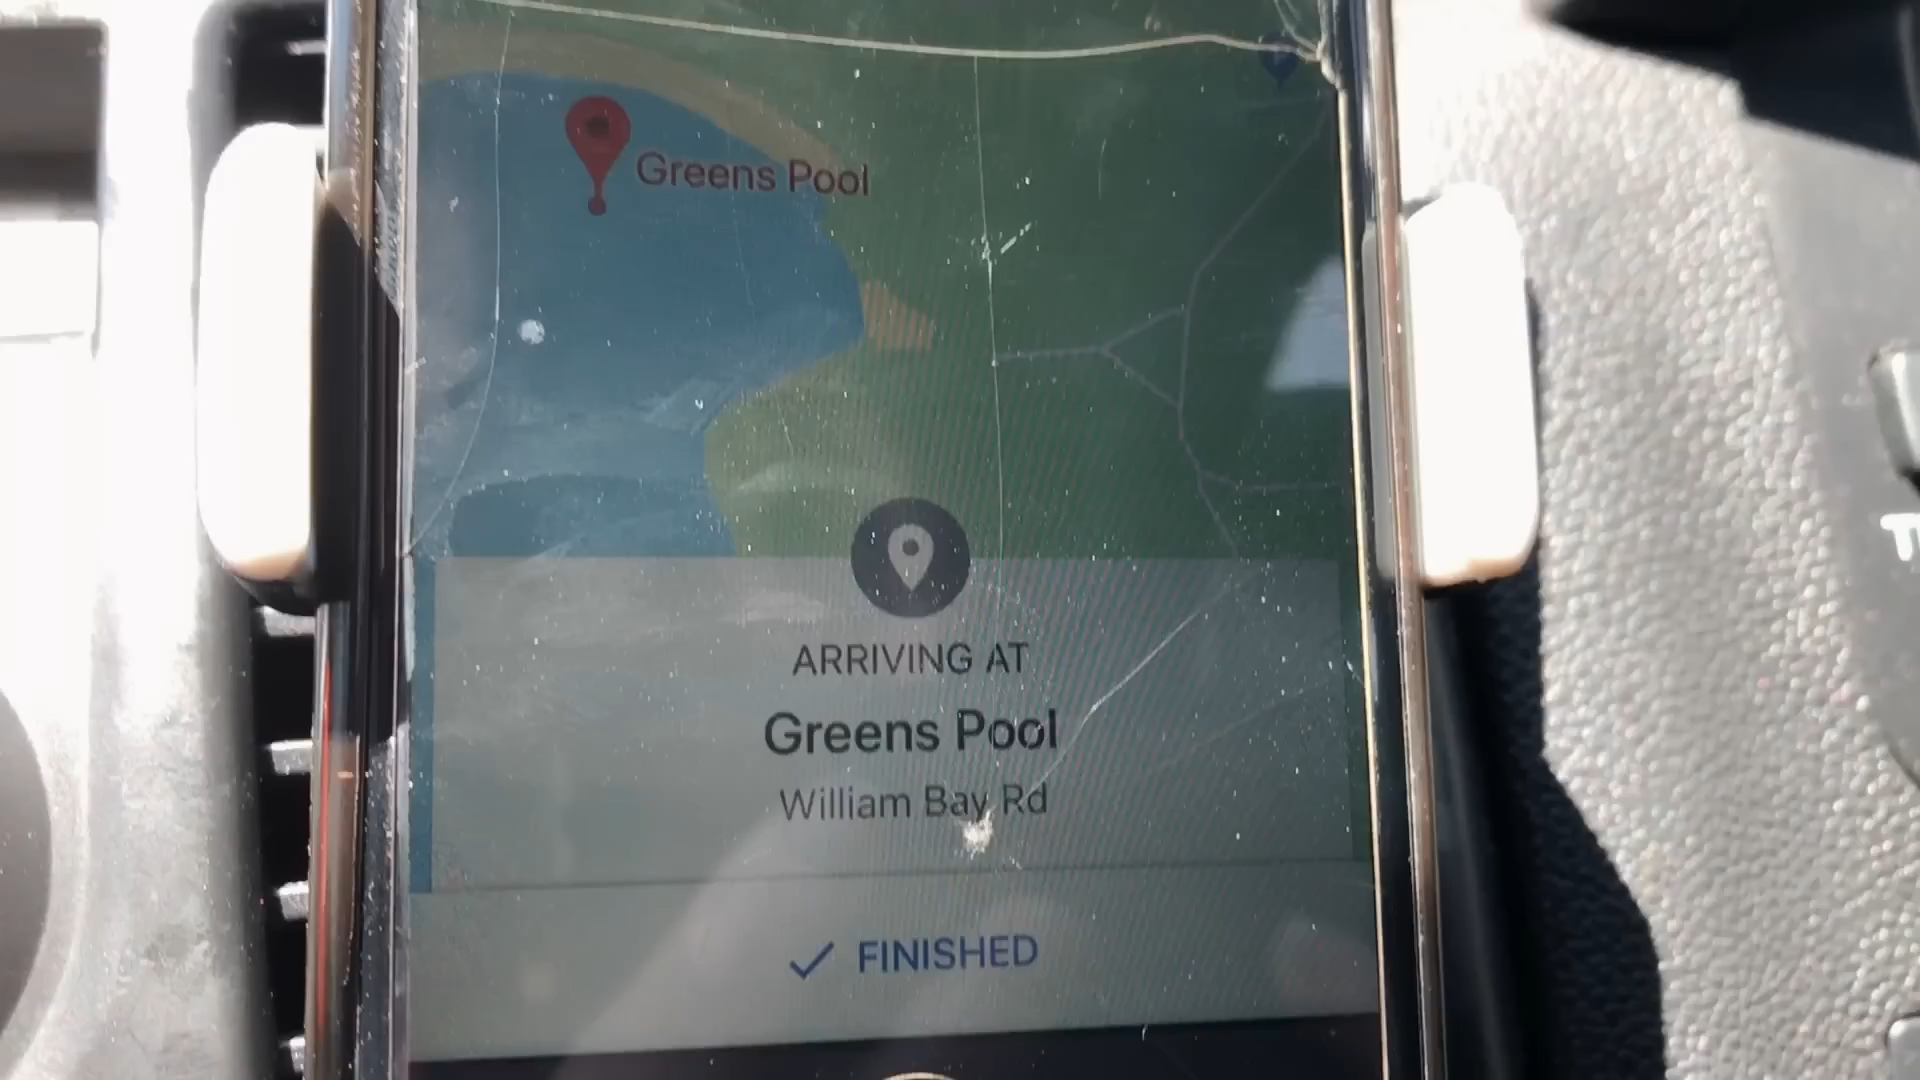 Greens Pool
ARRIVING AT
Greens Pool
William Bay Rd
FINISHED